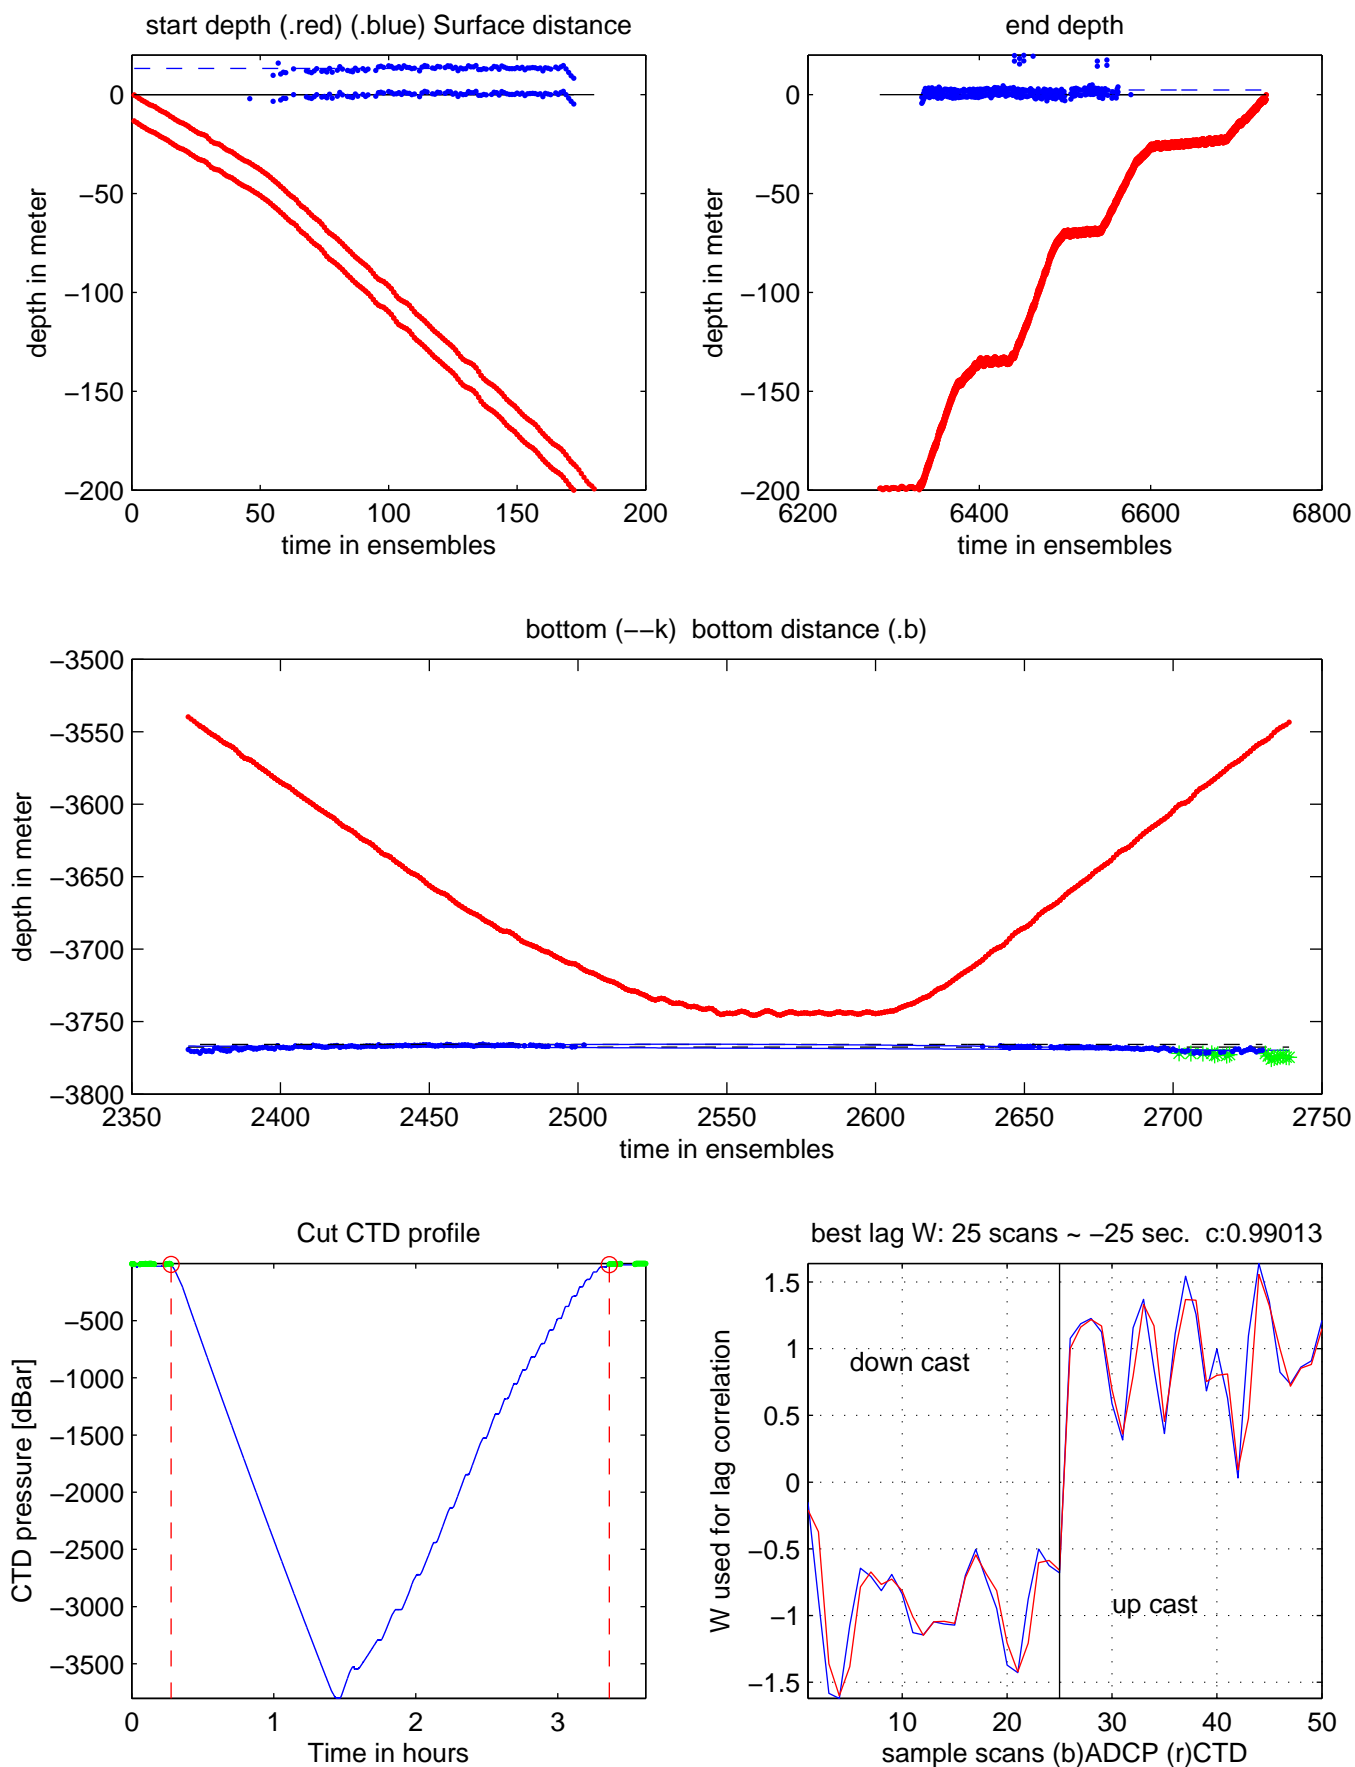 start depth (.red) (.blue) Surface distance
end depth
0
−50
−100
−150
−200
depth in meter
0 50 100 150 200
time in ensembles
0
−50
−100
−150
−200
depth in meter
6200 6400 6600 6800
time in ensembles
bottom (−−k) bottom distance (.b)
−3500
−3550
−3600
−3650
−3700
−3750
−3800
depth in meter
2350 2400 2450 2500 2550 2600 2650 2700 2750
time in ensembles
Cut CTD profile
−500
−1000
−1500
−2000
−2500
−3000
−3500
CTD pressure [dBar]
0 1 2 3
Time in hours
best lag W: 25 scans ~ −25 sec. c:0.99013
1.5
1
0.5
0
−0.5
−1
−1.5
W used for lag correlation
down cast
up cast
10 20 30 40 50
sample scans (b)ADCP (r)CTD